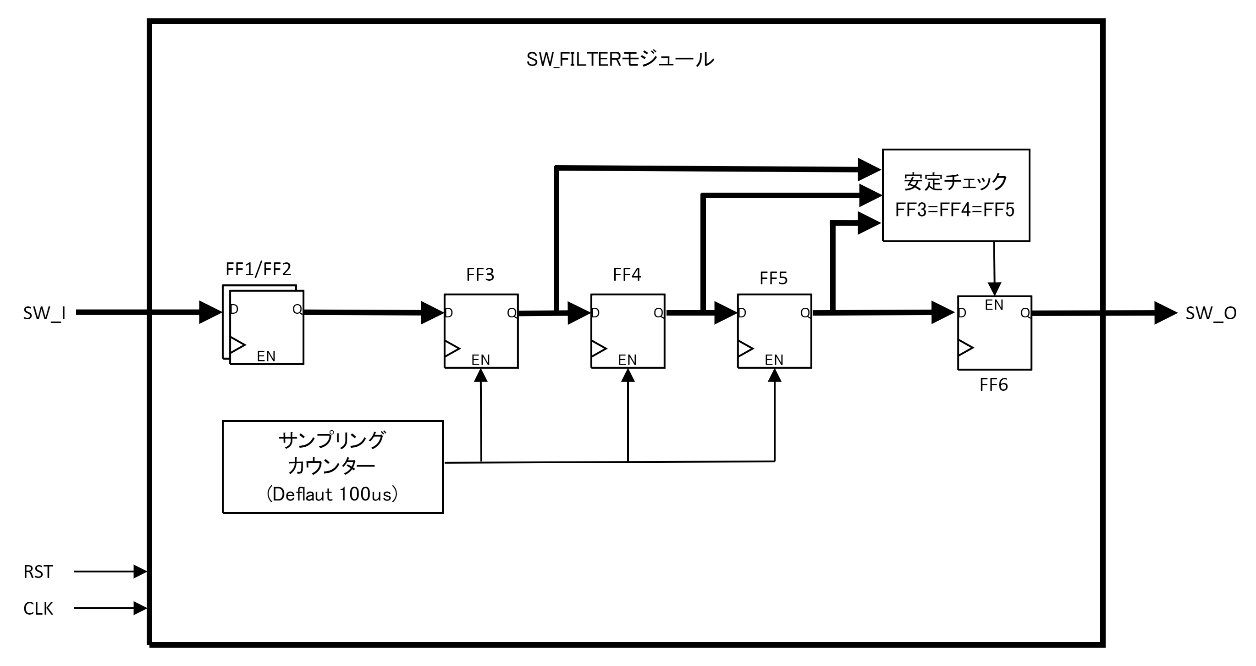 SW_FILTERモジュール
安定チェック
FF3=FF4=FF5
FF1/FF2
FF3
FF4
FF5
EN
SW_I
D
Q
D
Q
D
Q
D
Q
D
Q
SW_O
EN
EN
EN
EN
FF6
サンプリング
カウンター
(Deflaut 100us)
RST
CLK